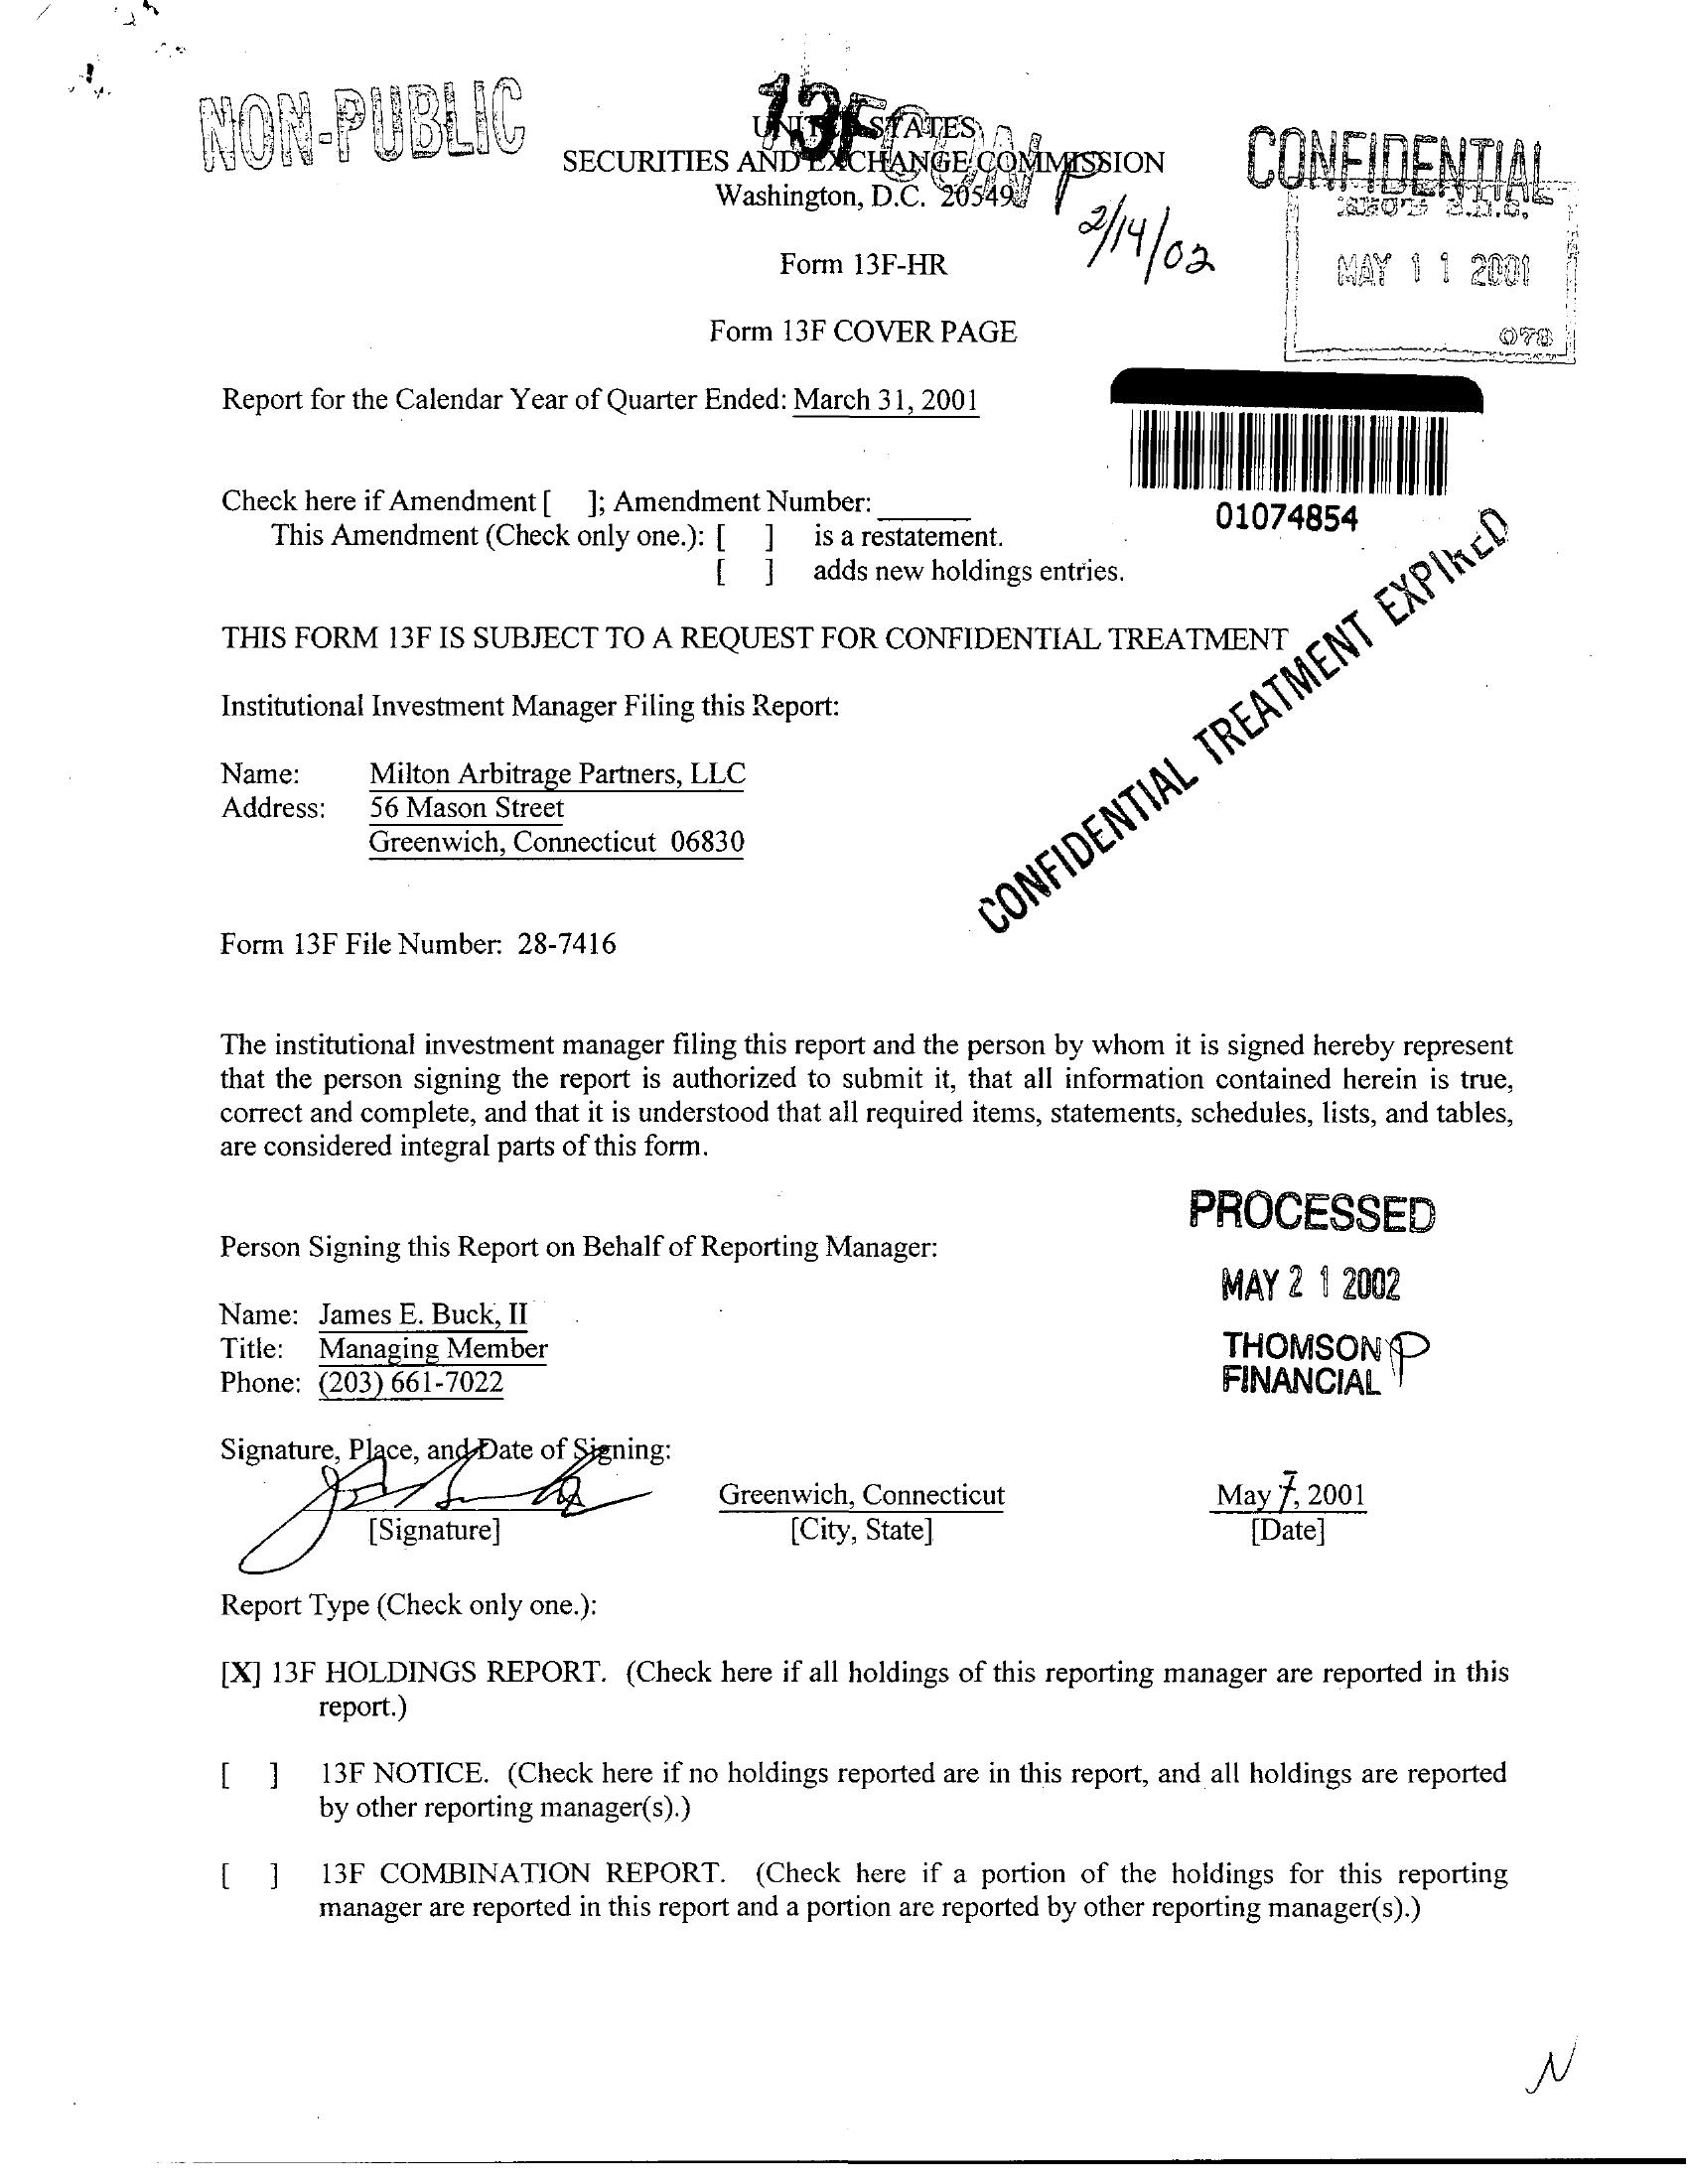 NON-PUBLIC
13F CONF
CONFIDENTIAL
UNITED STATES
SECURITIES AND EXCHANGE COMMISSION
Washington, D.C. 20549
2/14/02
MAY 11 2001
078
Form 13F-HR
Form 13F COVER PAGE
Report for the Calendar Year of Quarter Ended: March 31, 2001
01074854
Check here if Amendment [ ]; Amendment Number: ______
This Amendment (Check only one.): [ ] is a restatement.
[ ] adds new holdings entries.
THIS FORM 13F IS SUBJECT TO A REQUEST FOR CONFIDENTIAL TREATMENT
CONFIDENTIAL TREATMENT EXPIRED
Institutional Investment Manager Filing this Report:
Name: Milton Arbitrage Partners, LLC
Address: 56 Mason Street
Greenwich, Connecticut 06830
Form 13F File Number: 28-7416
The institutional investment manager filing this report and the person by whom it is signed hereby represent
that the person signing the report is authorized to submit it, that all information contained herein is true,
correct and complete, and that it is understood that all required items, statements, schedules, lists, and tables,
are considered integral parts of this form.
PROCESSED
MAY 21 2002
THOMSON
FINANCIAL
P
Person Signing this Report on Behalf of Reporting Manager:
Name: James E. Buck, II
Title: Managing Member
Phone: (203) 661-7022
Signature, Place, and Date of Signing:
Greenwich, Connecticut May 7, 2001
[Signature] [City, State] [Date]
Report Type (Check only one.):
[X] 13F HOLDINGS REPORT. (Check here if all holdings of this reporting manager are reported in this
report.)
[ ] 13F NOTICE. (Check here if no holdings reported are in this report, and all holdings are reported
by other reporting manager(s).)
[ ] 13F COMBINATION REPORT. (Check here if a portion of the holdings for this reporting
manager are reported in this report and a portion are reported by other reporting manager(s).)
N